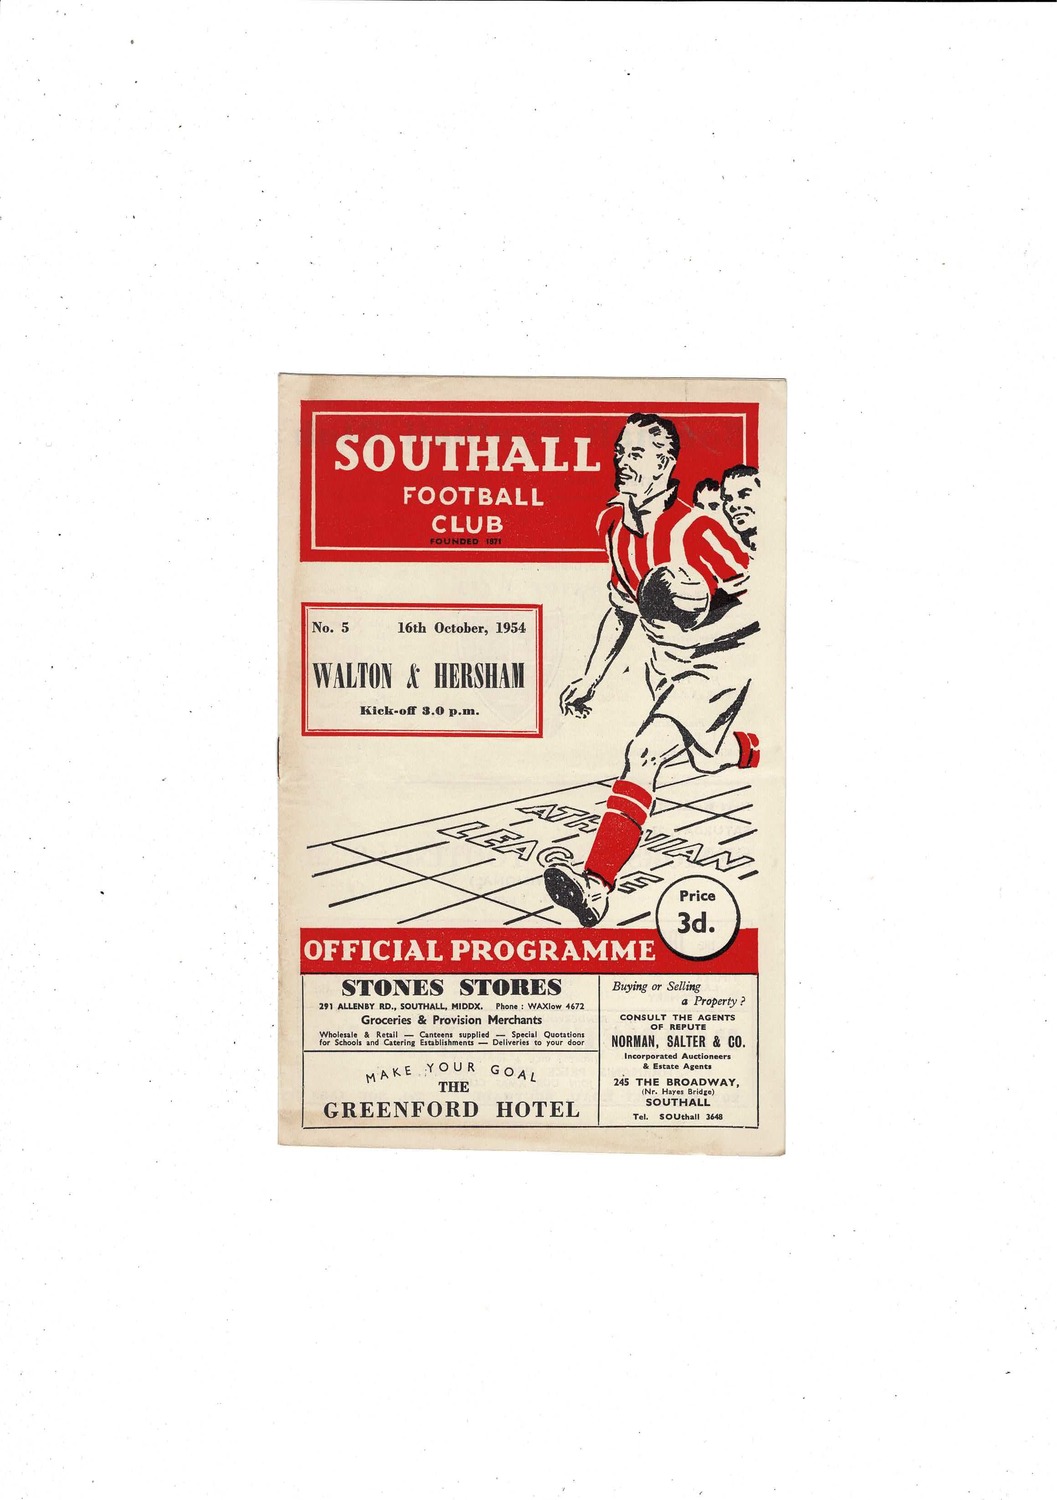 SOUTHALL
FOOTBALL
CLUB
FOUNDED 1871
No. 5 16th October, 1954
WALTON & HERSHAM
Kick-off 3.0 p.m.
ATHENIAN
LEAGUE
Price
3d.
OFFICIAL PROGRAMME
STONES STORES
291 ALLENBY RD., SOUTHALL, MIDDX. Phone : WAXlow 4672
Groceries & Provision Merchants
Wholesale & Retail — Canteens supplied — Special Quotations
for Schools and Catering Establishments — Deliveries to your door
MAKE YOUR GOAL
THE
GREENFORD HOTEL
Buying or Selling
a Property ?
CONSULT THE AGENTS
OF REPUTE
NORMAN, SALTER & CO.
Incorporated Auctioneers
& Estate Agents
245 THE BROADWAY,
(Nr. Hayes Bridge)
SOUTHALL
Tel. SOUthall 3648